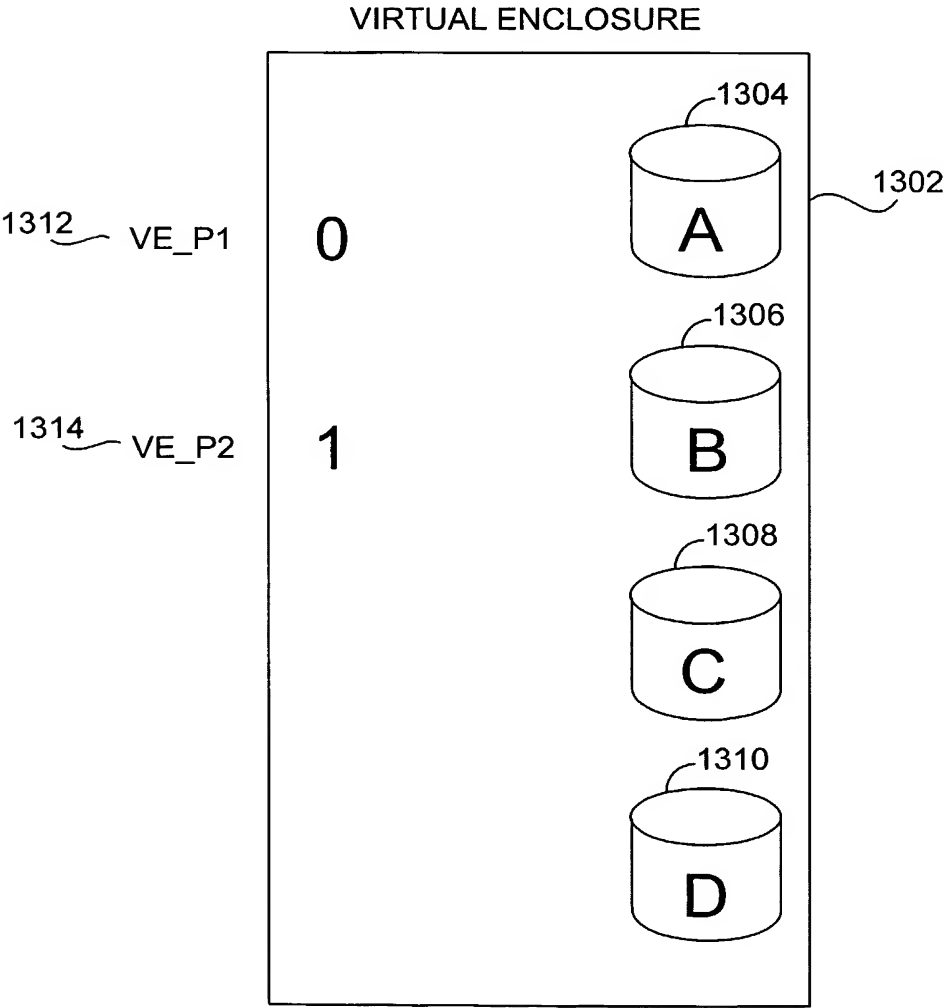 VIRTUAL ENCLOSURE
1304
1302
A
1312
VE_P1
0
1306
1314
VE_P2
1
B
1308
C
1310
D